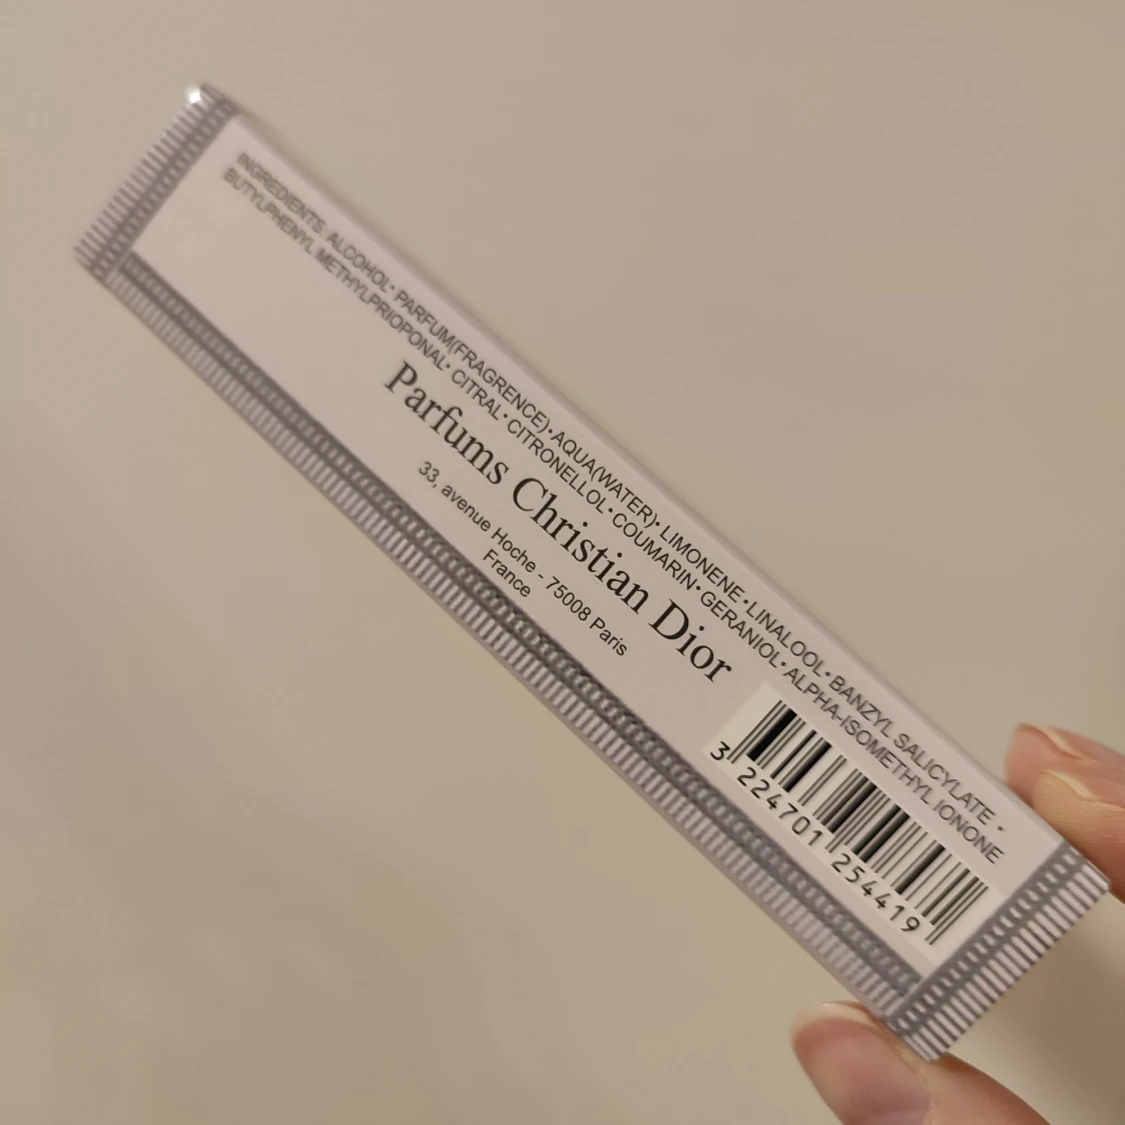 INGREDIENTS: ALCOHOL· PARFUM(FRAGRENCE)·AQUA(WATER)· LIMONENE·LINALOOL·BANZYL SALICYLATE ·
BUTYLPHENYL METHYLPRIOPONAL· CITRAL·CITRONELLOL·COUMARIN·GERANIOL·ALPHA-ISOMETHYL IONONE
Parfums Christian Dior
33, avenue Hoche - 75008 Paris
France
3 224701 254419